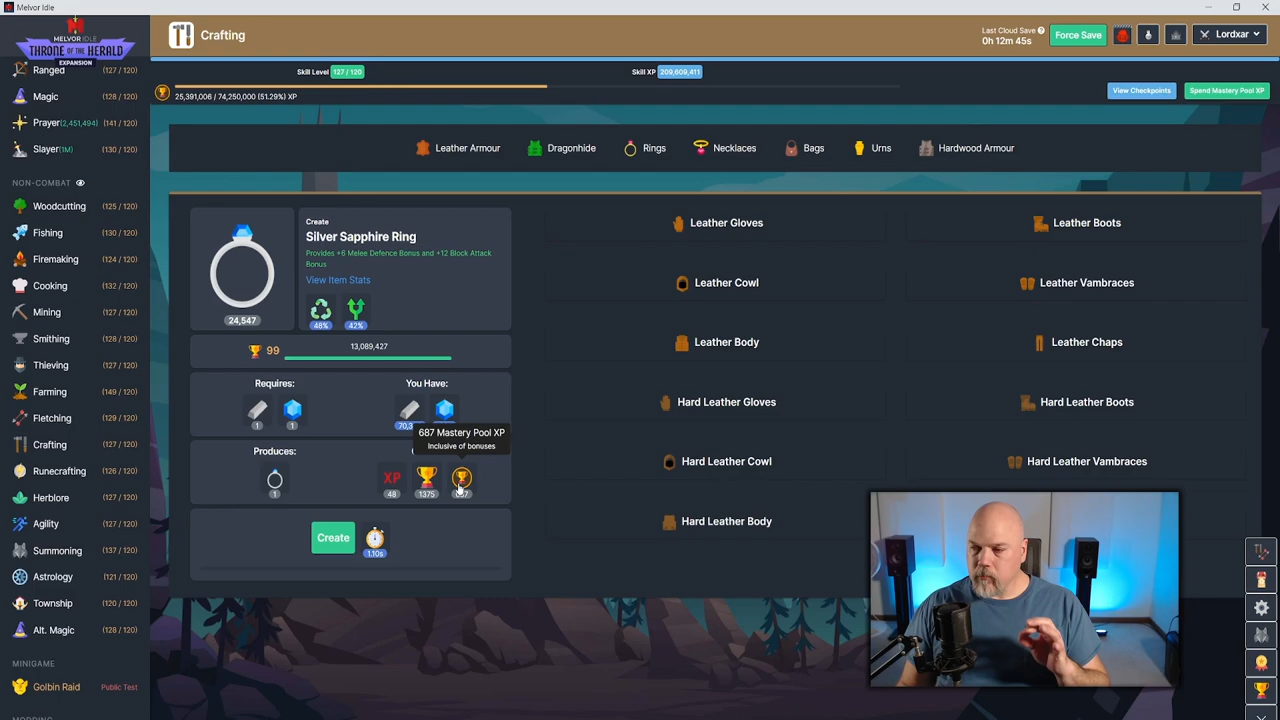 Melvor Idle
MELVOR IDLE
THRONE OF THE HERALD
EXPANSION
Crafting
Last Cloud Save
0h 12m 45s
Force Save
Lordxar
Skill Level 127 / 120
Skill XP 209,609,411
25,391,006 / 74,250,000 (51.29%) XP
View Checkpoints
Spend Mastery Pool XP
Ranged (127 / 120)
Magic (128 / 120)
Prayer(2,451,494) (141 / 120)
Slayer(1M) (130 / 120)
NON-COMBAT
Woodcutting (125 / 120)
Fishing (130 / 120)
Firemaking (124 / 120)
Cooking (132 / 120)
Mining (127 / 120)
Smithing (128 / 120)
Thieving (127 / 120)
Farming (149 / 120)
Fletching (129 / 120)
Crafting (127 / 120)
Runecrafting (126 / 120)
Herblore (127 / 120)
Agility (127 / 120)
Summoning (137 / 120)
Astrology (121 / 120)
Township (120 / 120)
Alt. Magic (128 / 120)
MINIGAME
Golbin Raid Public Test
Leather Armour
Dragonhide
Rings
Necklaces
Bags
Urns
Hardwood Armour
Create
Silver Sapphire Ring
Provides +6 Melee Defence Bonus and +12 Block Attack
Bonus
View Item Stats
24,547
48%
42%
99
13,089,427
Requires:
You Have:
1
1
687 Mastery Pool XP
Inclusive of bonuses
Produces:
1
XP
48
1375
Create
1.10s
Leather Gloves
Leather Boots
Leather Cowl
Leather Vambraces
Leather Body
Leather Chaps
Hard Leather Gloves
Hard Leather Boots
Hard Leather Cowl
Hard Leather Vambraces
Hard Leather Body